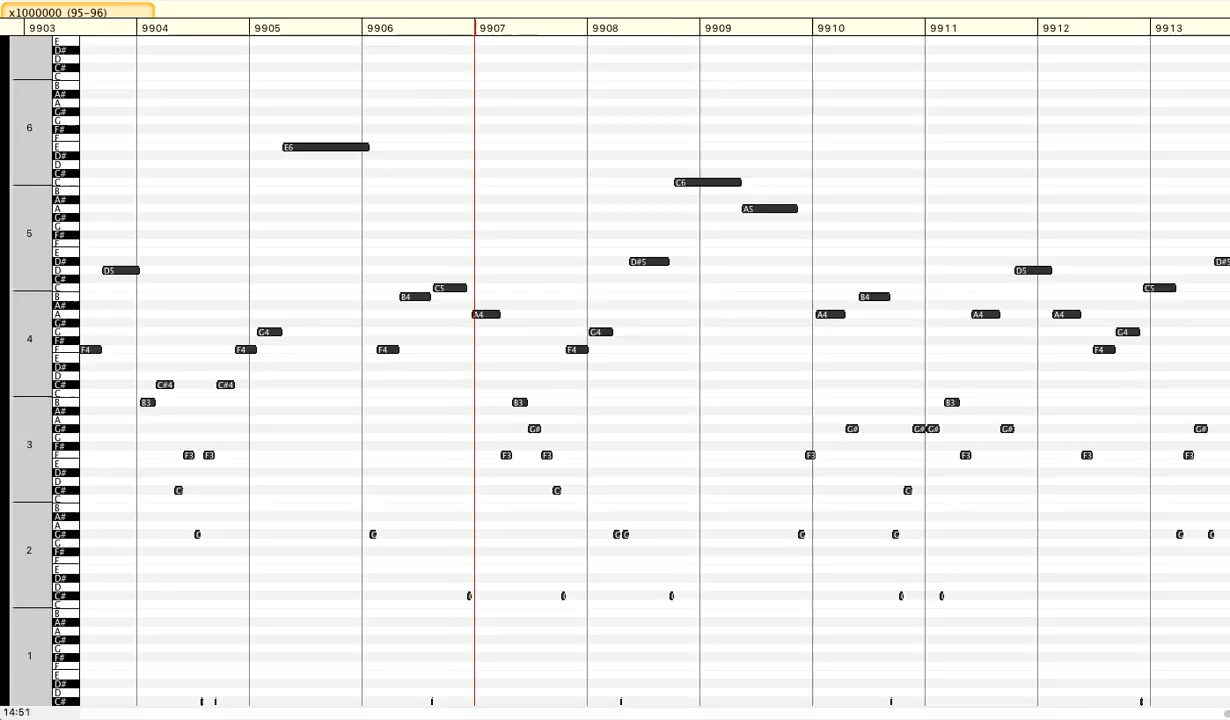 x1000000 (95-96)
9903 9904 9905 9906 9907 9908 9909 9910 9911 9912 9913
E
D#
D
C#
C
B
A#
A
G#
G
6 F#
F
E E6
D#
D
C#
C C6
B
A#
A A5
G#
G
5 F#
F
E
D# D#5 D#5
D D5 D5
C#
C C5 C5
B B4 B4
A#
A A4 A4 A4 A4
G#
4 G G4 G4 G4
F#
F F4 F4 F4 F4 F4
E
D#
D
C# C#4 C#4
C
B B3 B3 B3
A#
A
G# G# G# G# G# G# G#
3 G
F#
F F3 F3 F3 F3 F3 F3 F3 F3
E
D#
D
C# C C C
C
B
A#
A
G#
G
2 F#
F
E
D#
D
C#
C
B
A#
A
G#
G
1 F#
F
E
D#
D
C#
14:51